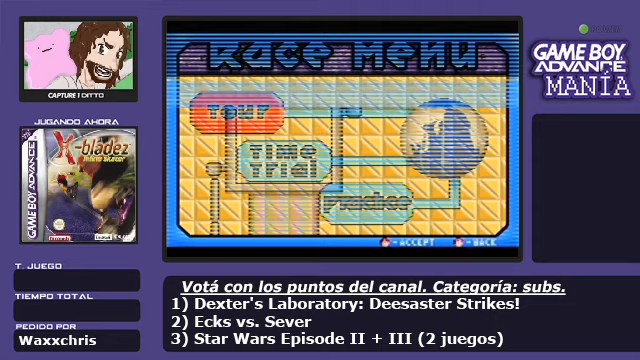 Race Menu
GAME BOY
ADVANCE
MANÍA
Tour
Time
Trial
Practice
-ACCEPT
-BACK
CAPTURE 1 DITTO
JUGANDO AHORA
GAME BOY ADVANCE
X-bladez
Inline Skater
T. JUEGO
TIEMPO TOTAL
PEDIDO POR
Waxxchris
Votá con los puntos del canal. Categoría: subs.
1) Dexter's Laboratory: Deesaster Strikes!
2) Ecks vs. Sever
3) Star Wars Episode II + III (2 juegos)